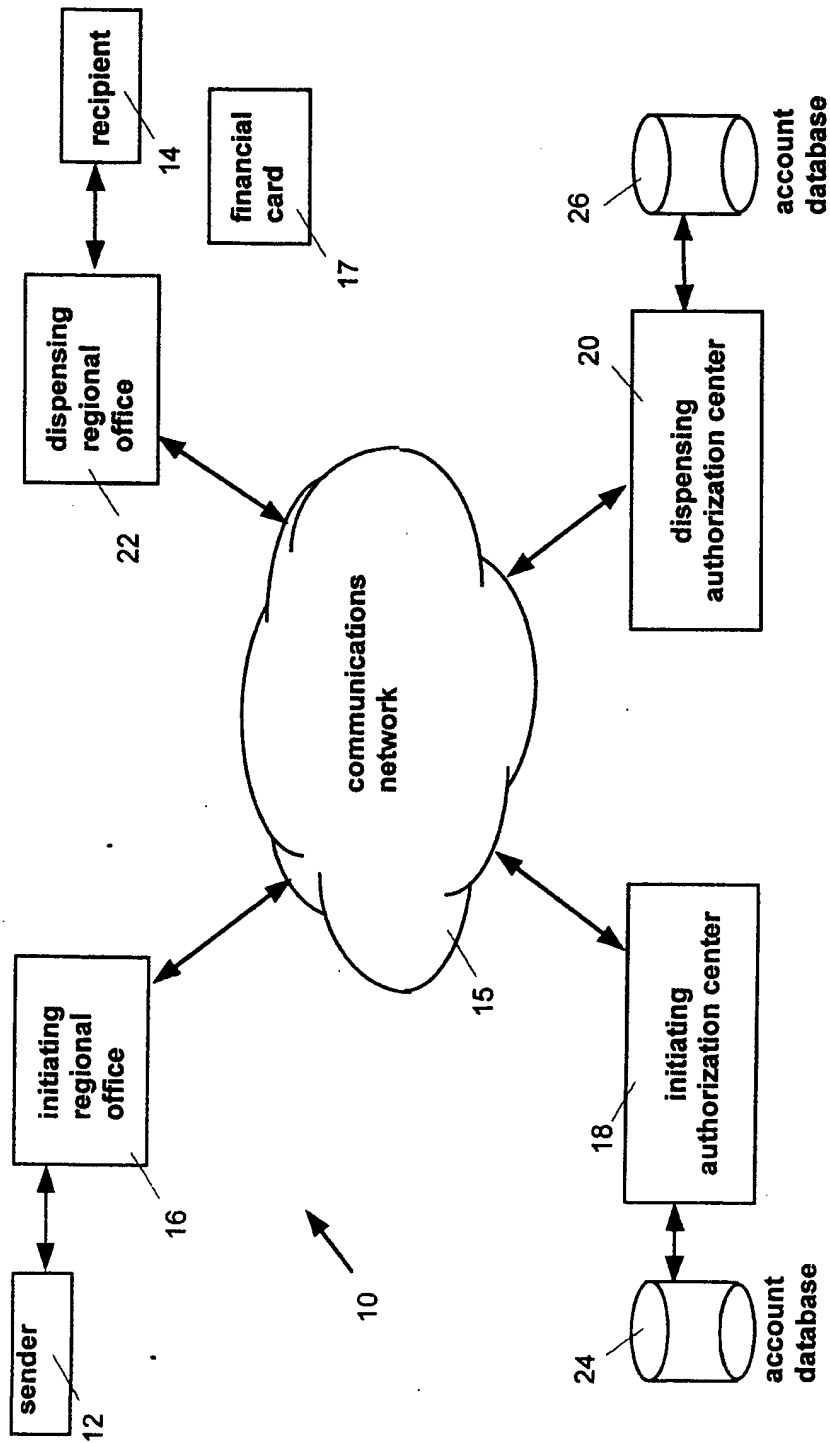 sender
12
initiating
regional
office
16
dispensing
regional
office
22
recipient
14
financial
card
17
10
communications
network
15
24
account
database
18
initiating
authorization center
20
dispensing
authorization center
26
account
database